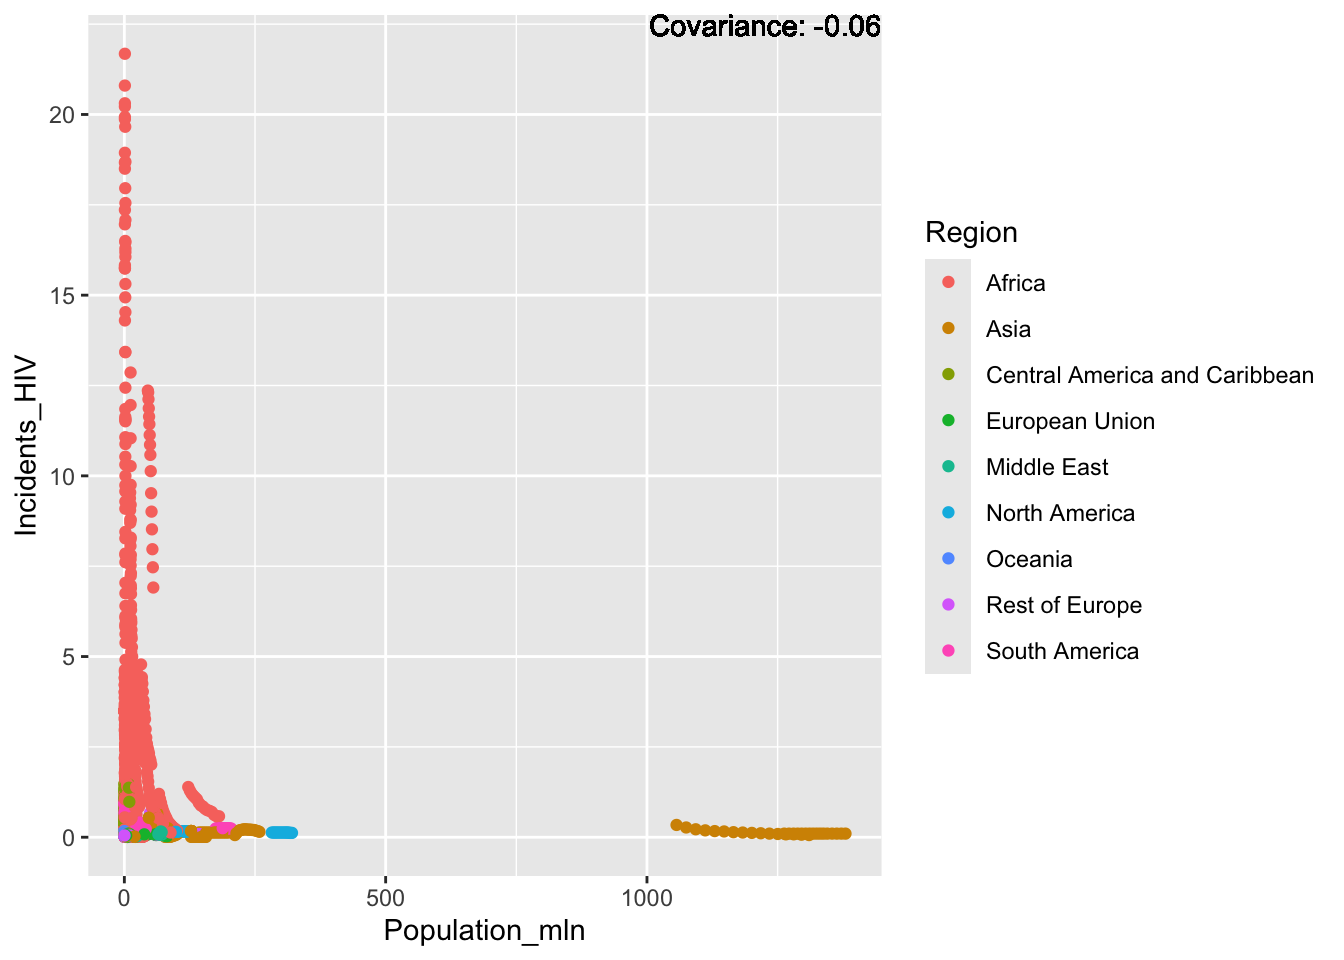 Covariance: -0.06
20
15
10
5
0
Incidents_HIV
0
500
1000
Population_mln
Region
Africa
Asia
Central America and Caribbean
European Union
Middle East
North America
Oceania
Rest of Europe
South America